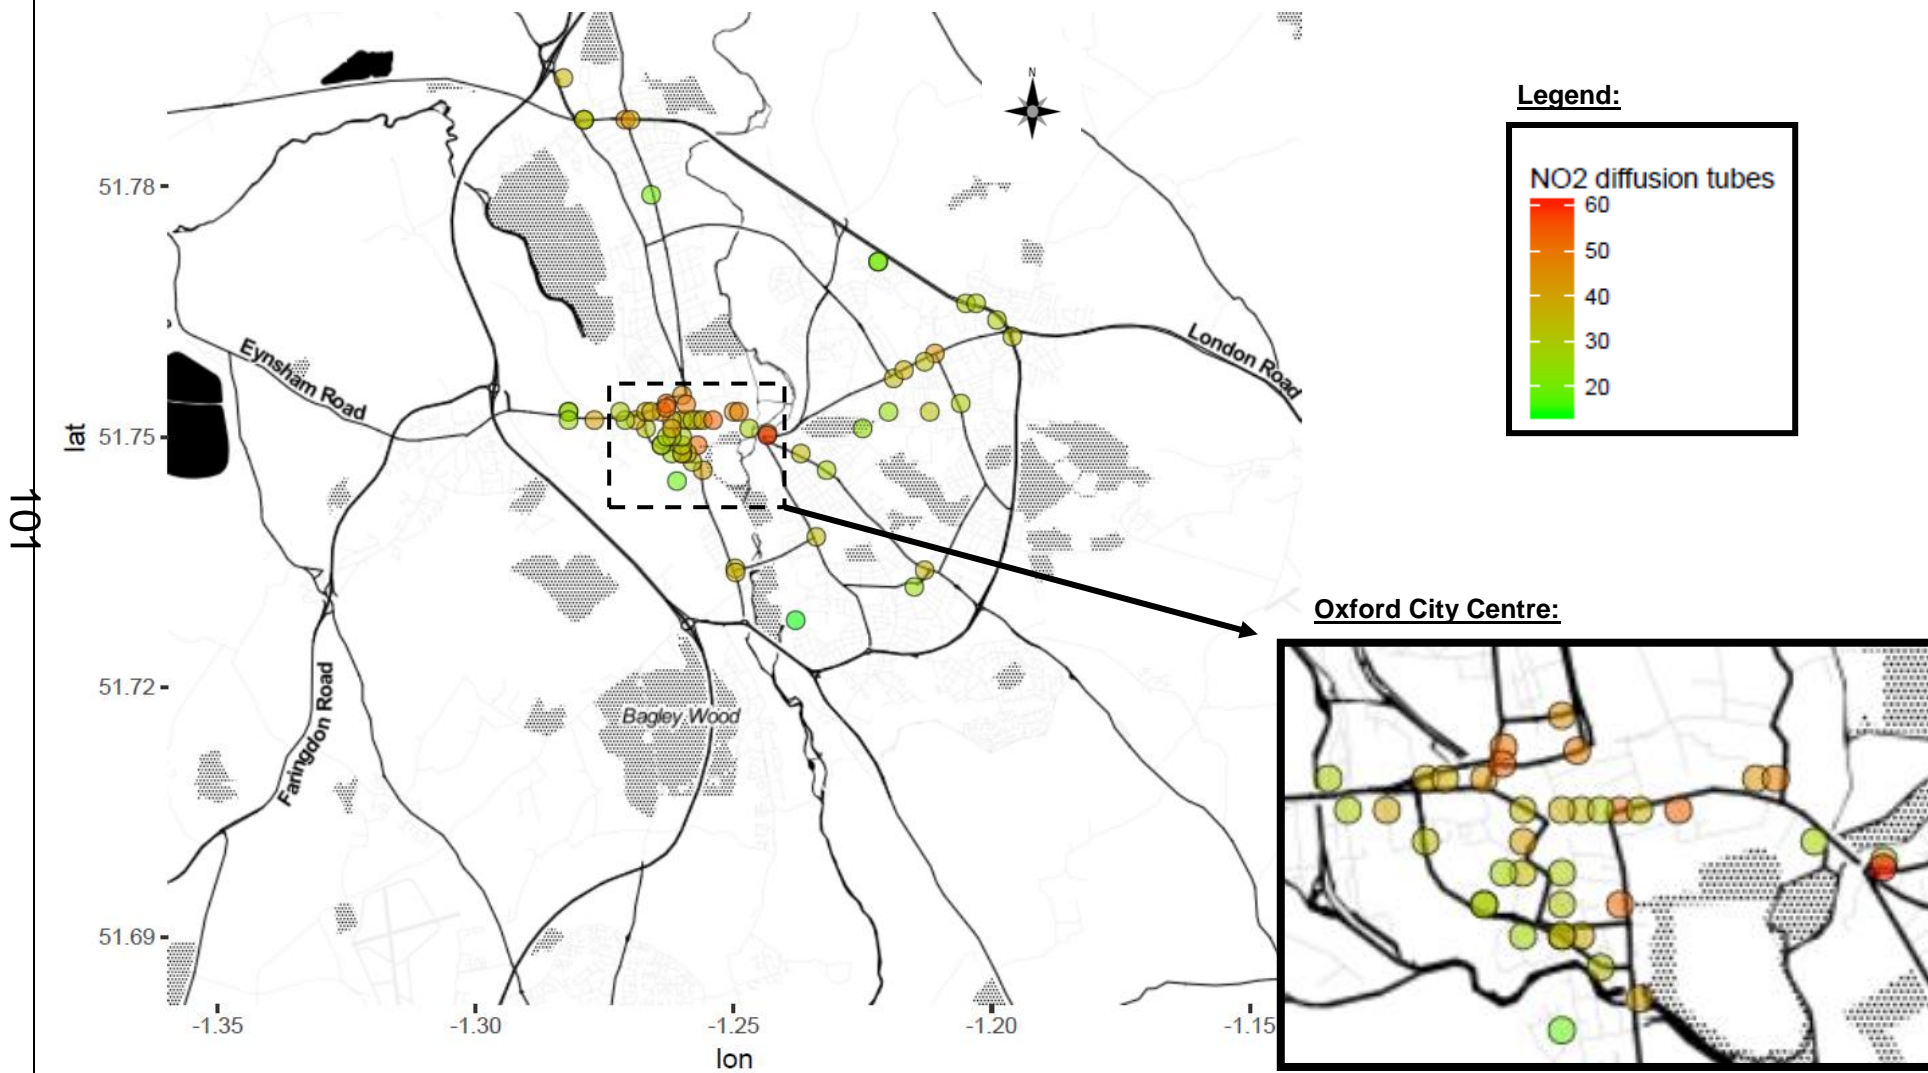 101
N
Legend:
NO2 diffusion tubes
60
50
40
30
20
51.78
51.75
51.72
51.69
lat
Eynsham Road
London Road
Faringdon Road
Bagley Wood
-1.35
-1.30
-1.25
-1.20
-1.15
lon
Oxford City Centre: